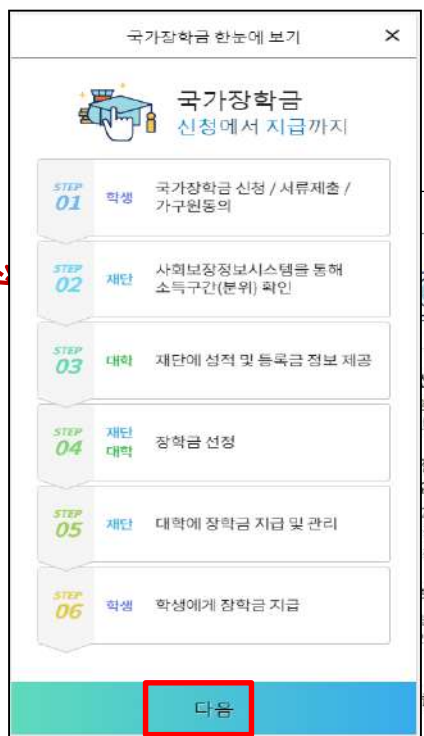 국가장학금 한눈에 보기 ×
국가장학금
신청에서 지급까지
STEP 01 학생 국가장학금 신청 / 서류제출 /
가구원동의
STEP 02 재단 사회보장정보시스템을 통해
소득구간(분위) 확인
STEP 03 대학 재단에 성적 및 등록금 정보 제공
STEP 04 재단 대학 장학금 선정
STEP 05 재단 대학에 장학금 지급 및 관리
STEP 06 학생 학생에게 장학금 지급
다음